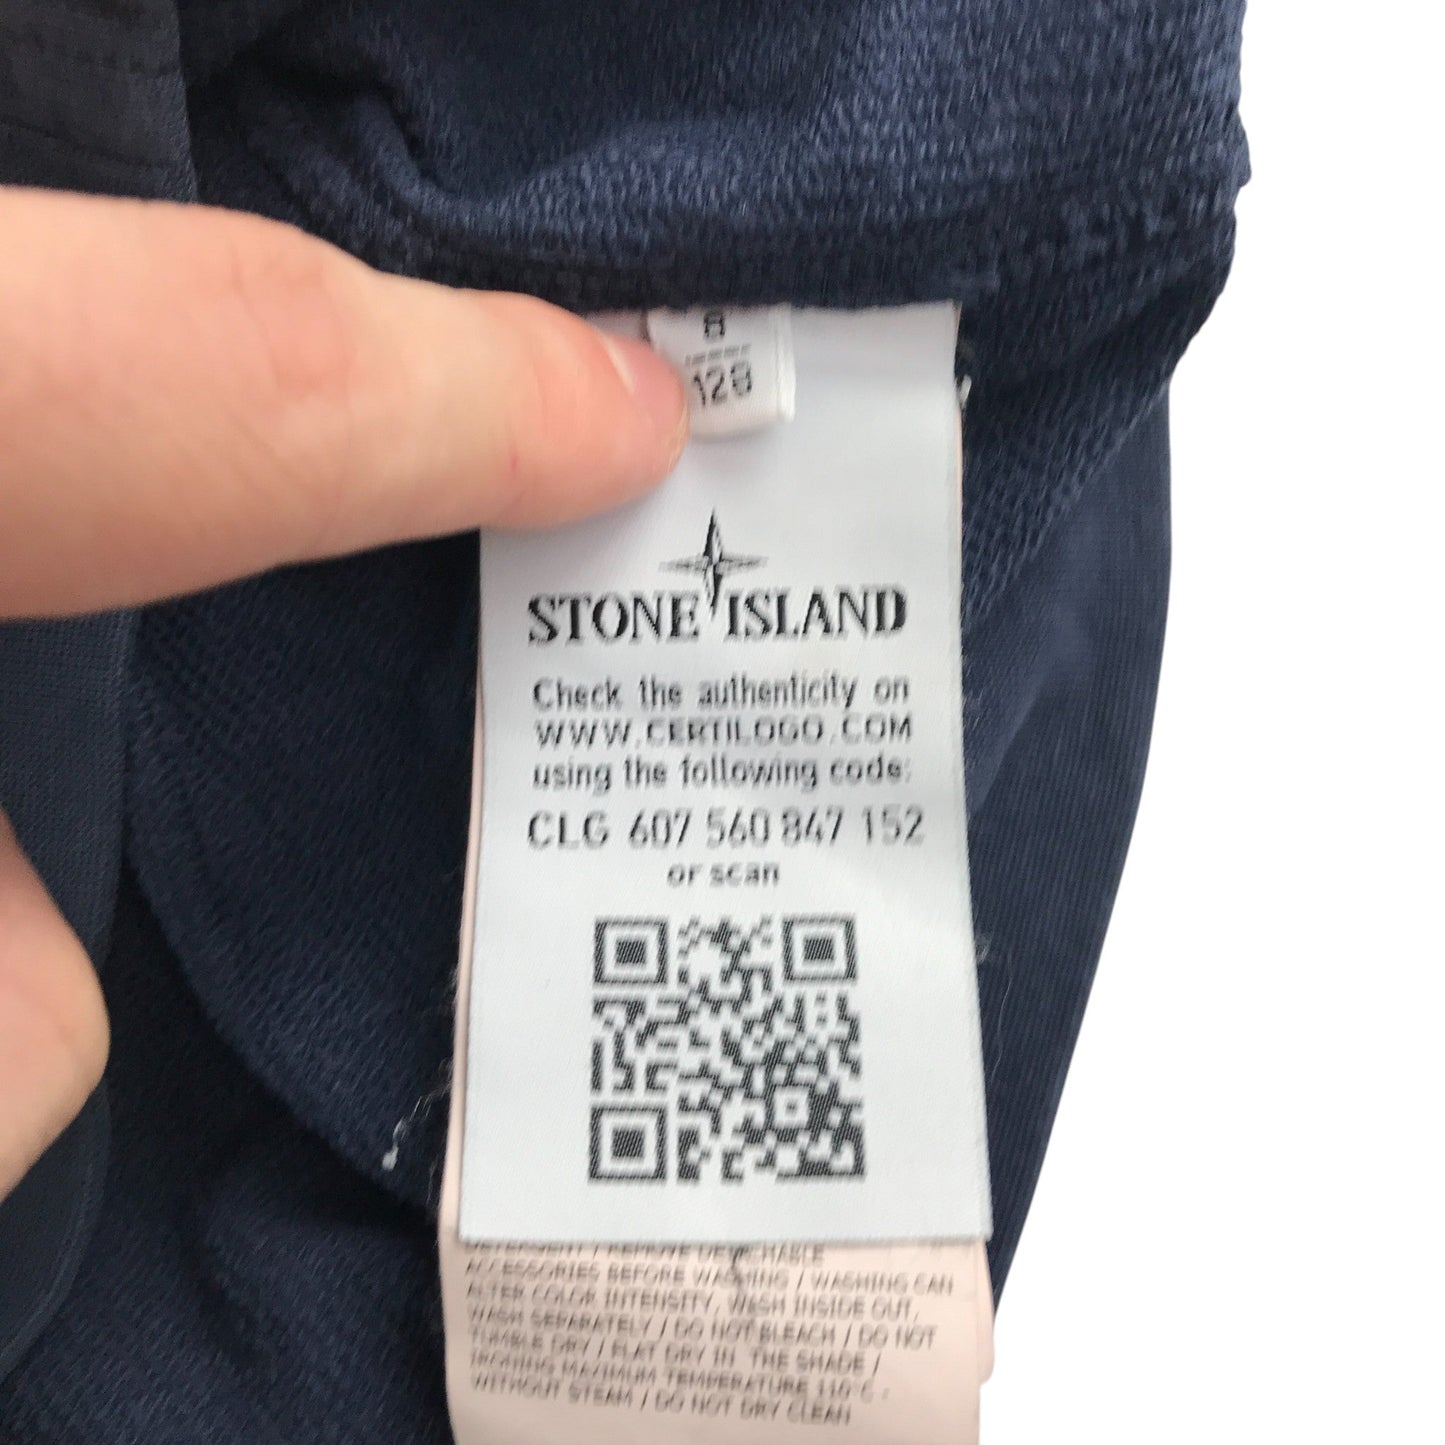 8
128
STONE ISLAND
Check the authenticity on
WWW.CERTILOGO.COM
using the following code:
CLG 607 560 847 152
or scan
DETERGENT / REMOVE DETACHABLE
ACCESSORIES BEFORE WASHING / WASHING CAN
ALTER COLOR INTENSITY, WASH INSIDE OUT,
WASH SEPARATELY / DO NOT BLEACH / DO NOT
TUMBLE DRY / FLAT DRY IN THE SHADE /
IRONING MAXIMUM TEMPERATURE 110°C -
WITHOUT STEAM / DO NOT DRY CLEAN